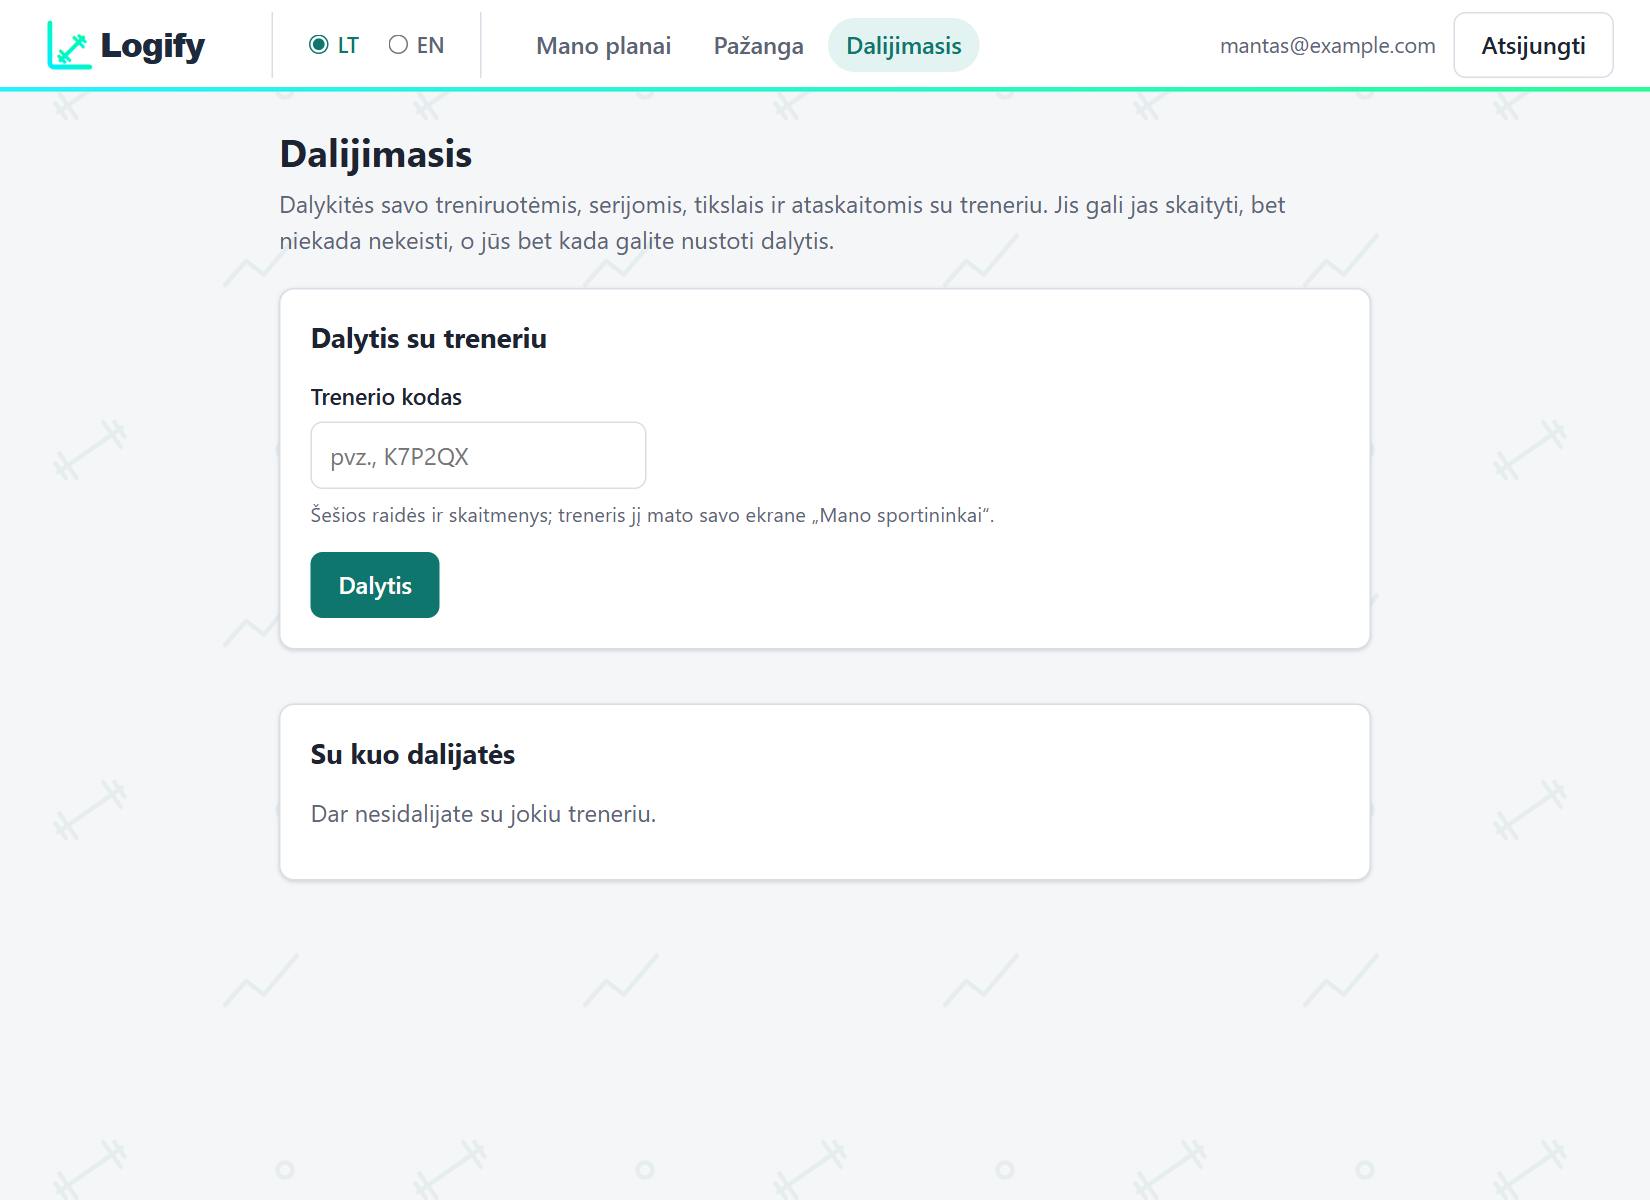 Logify
LT
EN
Mano planai
Pažanga
Dalijimasis
mantas@example.com
Atsijungti
Dalijimasis
Dalykitės savo treniruotėmis, serijomis, tikslais ir ataskaitomis su treneriu. Jis gali jas skaityti, bet
niekada nekeisti, o jūs bet kada galite nustoti dalytis.
Dalytis su treneriu
Trenerio kodas
pvz., K7P2QX
Šešios raidės ir skaitmenys; treneris jį mato savo ekrane „Mano sportininkai“.
Dalytis
Su kuo dalijatės
Dar nesidalijate su jokiu treneriu.